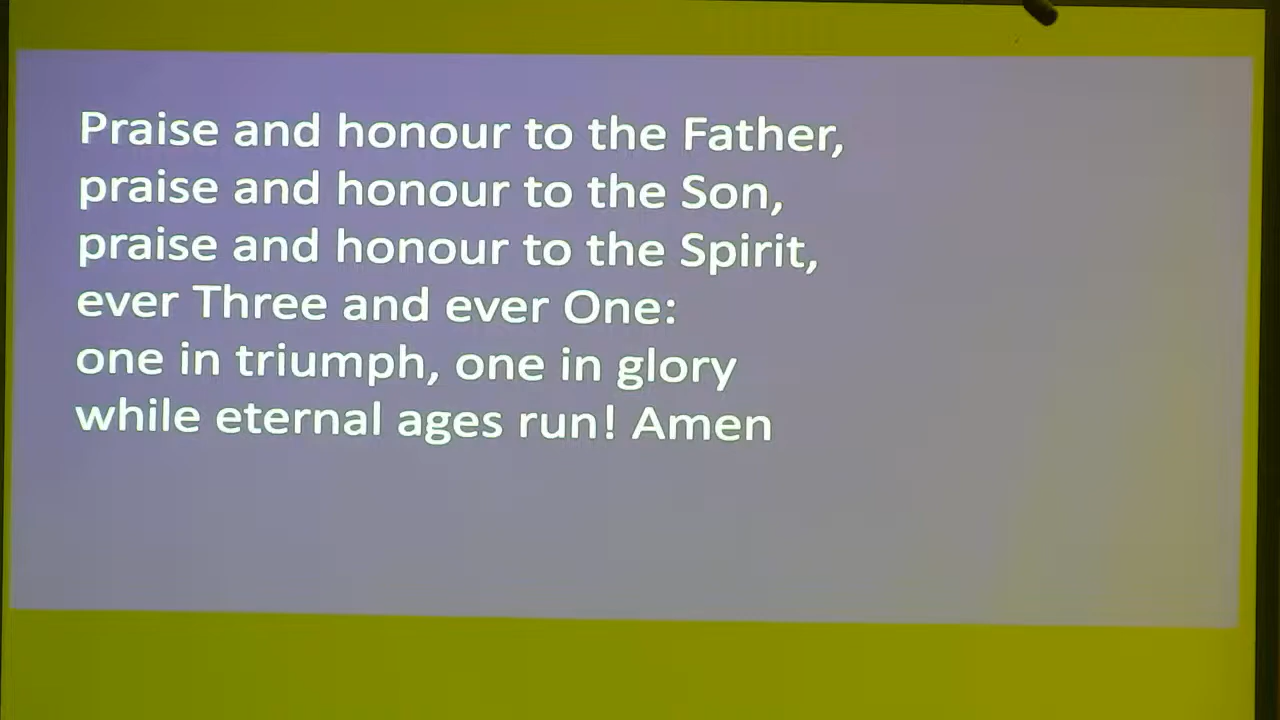 Praise and honour to the Father,
praise and honour to the Son,
praise and honour to the Spirit,
ever Three and ever One:
one in triumph, one in glory
while eternal ages run! Amen